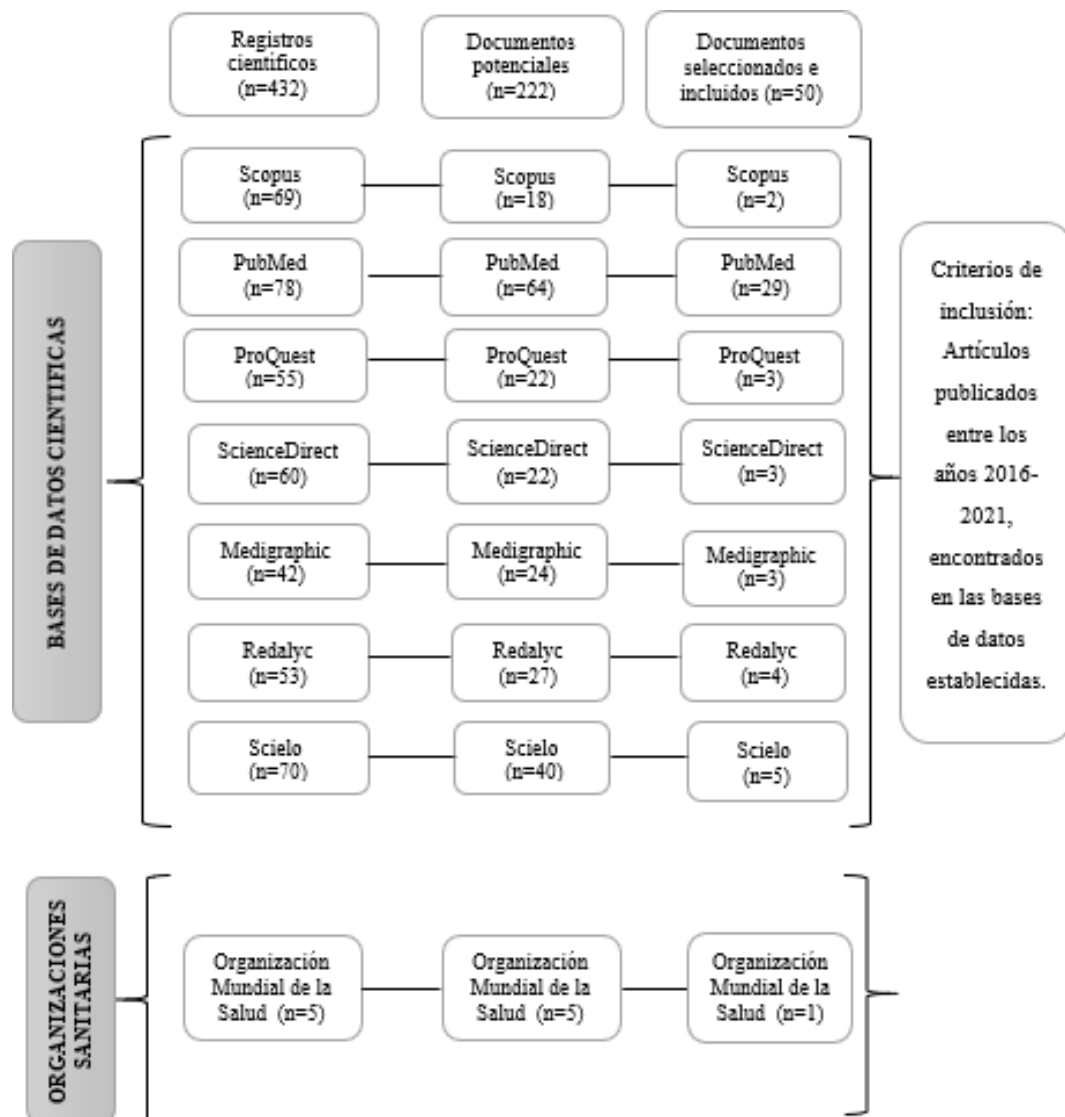 Registros
científicos
(n=432)
Documentos
potenciales
(n=222)
Documentos
seleccionados e
incluidos (n=50)
BASES DE DATOS CIENTIFICAS
Scopus
(n=69)
Scopus
(n=18)
Scopus
(n=2)
PubMed
(n=78)
PubMed
(n=64)
PubMed
(n=29)
ProQuest
(n=55)
ProQuest
(n=22)
ProQuest
(n=3)
ScienceDirect
(n=60)
ScienceDirect
(n=22)
ScienceDirect
(n=3)
Medigraphic
(n=42)
Medigraphic
(n=24)
Medigraphic
(n=3)
Redalyc
(n=53)
Redalyc
(n=27)
Redalyc
(n=4)
Scielo
(n=70)
Scielo
(n=40)
Scielo
(n=5)
Criterios de
inclusión:
Artículos
publicados
entre los
años 2016-
2021,
encontrados
en las bases
de datos
establecidas.
ORGANIZACIONES
SANITARIAS
Organización
Mundial de la
Salud (n=5)
Organización
Mundial de la
Salud (n=5)
Organización
Mundial de la
Salud (n=1)